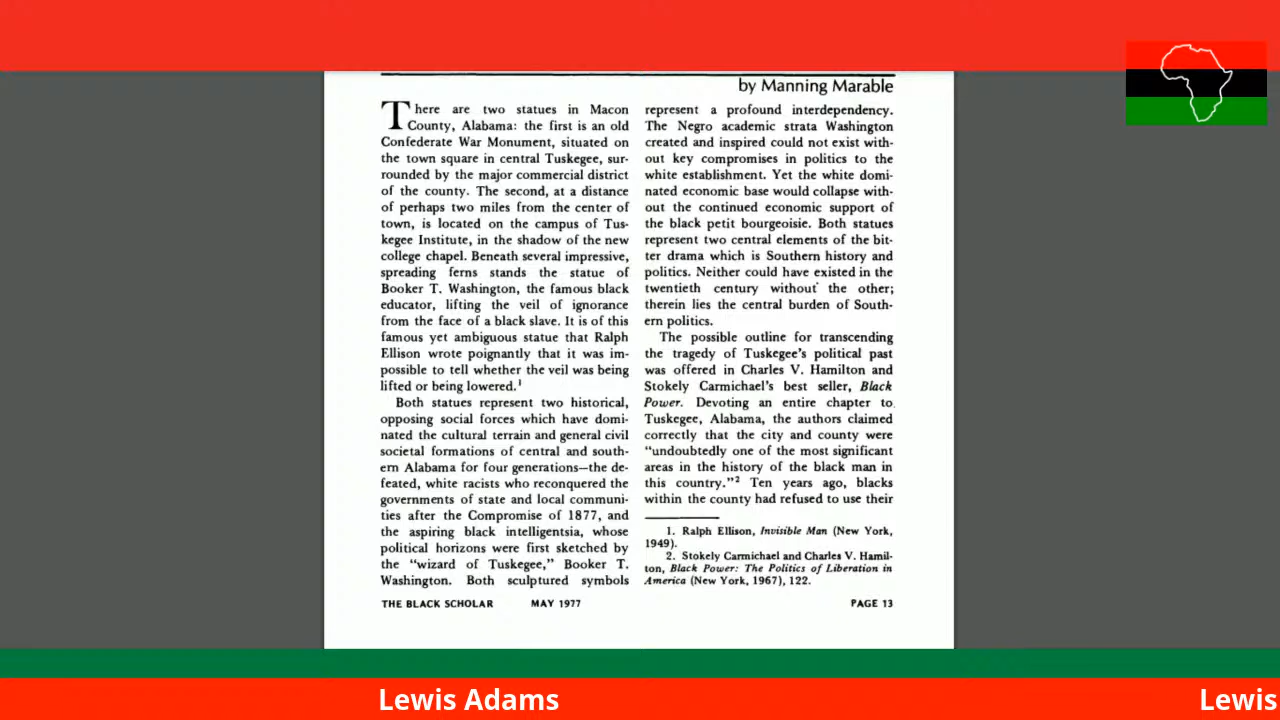 by Manning Marable
There are two statues in Macon
County, Alabama: the first is an old
Confederate War Monument, situated on
the town square in central Tuskegee, sur-
rounded by the major commercial district
of the county. The second, at a distance
of perhaps two miles from the center of
town, is located on the campus of Tus-
kegee Institute, in the shadow of the new
college chapel. Beneath several impressive,
spreading ferns stands the statue of
Booker T. Washington, the famous black
educator, lifting the veil of ignorance
from the face of a black slave. It is of this
famous yet ambiguous statue that Ralph
Ellison wrote poignantly that it was im-
possible to tell whether the veil was being
lifted or being lowered.1
Both statues represent two historical,
opposing social forces which have domi-
nated the cultural terrain and general civil
societal formations of central and south-
ern Alabama for four generations—the de-
feated, white racists who reconquered the
governments of state and local communi-
ties after the Compromise of 1877, and
the aspiring black intelligentsia, whose
political horizons were first sketched by
the “wizard of Tuskegee,” Booker T.
Washington. Both sculptured symbols
represent a profound interdependency.
The Negro academic strata Washington
created and inspired could not exist with-
out key compromises in politics to the
white establishment. Yet the white domi-
nated economic base would collapse with-
out the continued economic support of
the black petit bourgeoisie. Both statues
represent two central elements of the bit-
ter drama which is Southern history and
politics. Neither could have existed in the
twentieth century without the other;
therein lies the central burden of South-
ern politics.
The possible outline for transcending
the tragedy of Tuskegee’s political past
was offered in Charles V. Hamilton and
Stokely Carmichael’s best seller, Black
Power. Devoting an entire chapter to
Tuskegee, Alabama, the authors claimed
correctly that the city and county were
“undoubtedly one of the most significant
areas in the history of the black man in
this country.”2 Ten years ago, blacks
within the county had refused to use their
1. Ralph Ellison, Invisible Man (New York,
1949).
2. Stokely Carmichael and Charles V. Hamil-
ton, Black Power: The Politics of Liberation in
America (New York, 1967), 122.
THE BLACK SCHOLAR MAY 1977 PAGE 13
Lewis Adams Lewis